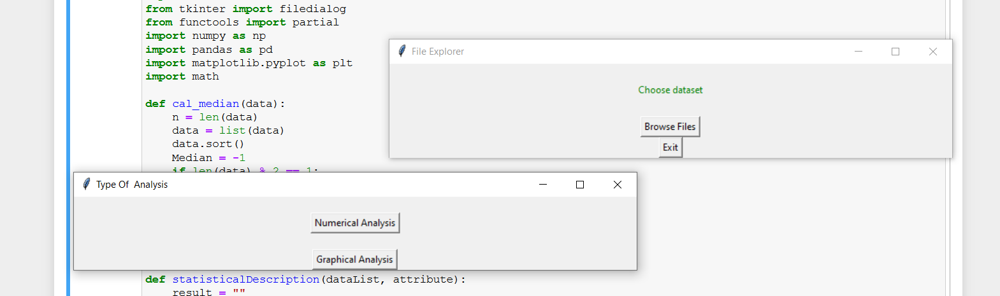 from tkinter import filedialog
from functools import partial
import numpy as np
import pandas as pd
import matplotlib.pyplot as plt
import math
def cal_median(data):
    n = len(data)
    data = list(data)
    data.sort()
    Median = -1
    if len(data) % 2 == 1:
File Explorer
Choose dataset
Browse Files
Exit
Type Of  Analysis
Numerical Analysis
Graphical Analysis
def statisticalDescription(dataList, attribute):
    result = ""